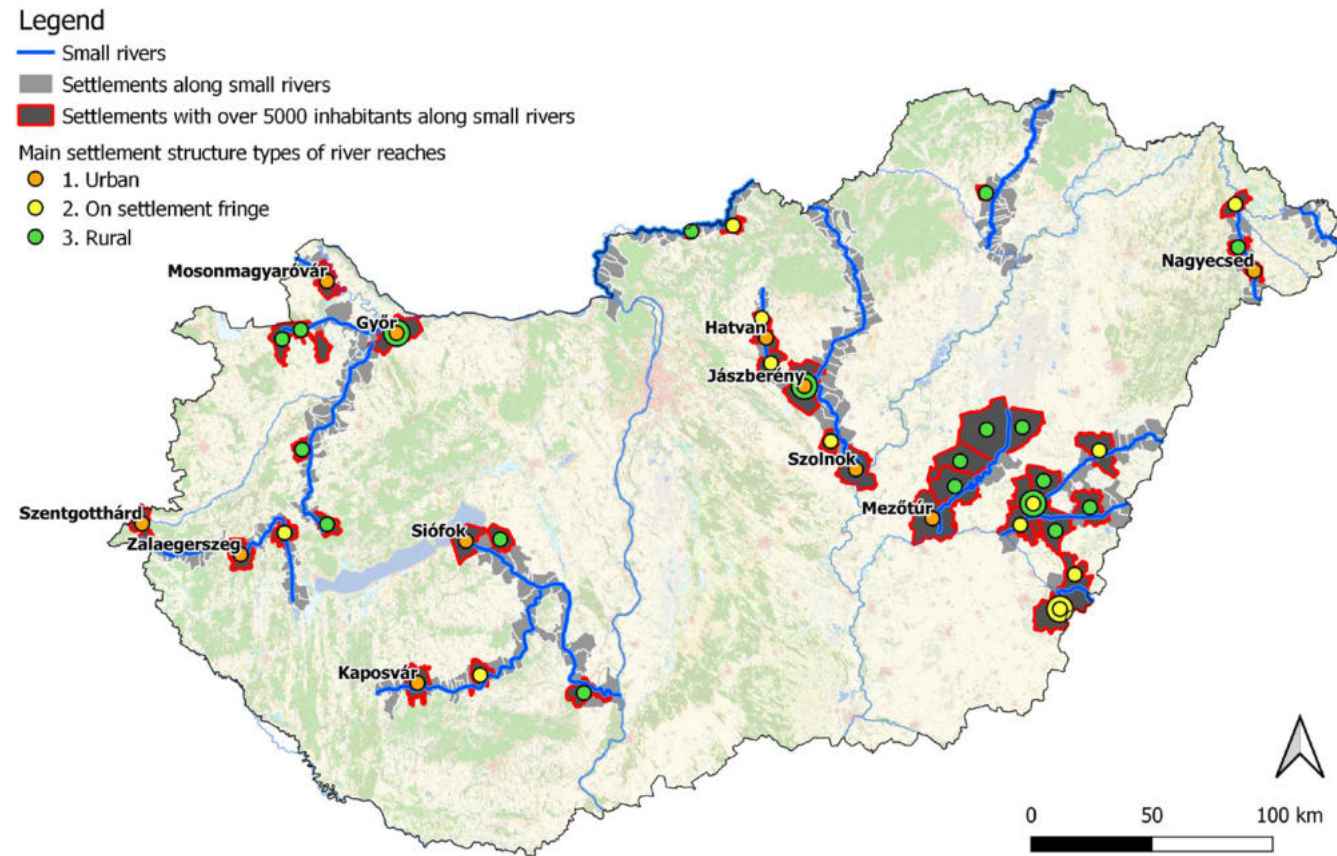 Legend
Small rivers
Settlements along small rivers
Settlements with over 5000 inhabitants along small rivers
Main settlement structure types of river reaches
1. Urban
2. On settlement fringe
3. Rural
Mosonmagyaróvár
Győr
Nagyecsed
Hatvan
Jászberény
Szolnok
Mezőtúr
Szentgotthárd
Zalaegerszeg
Siófok
Kaposvár
0 50 100 km